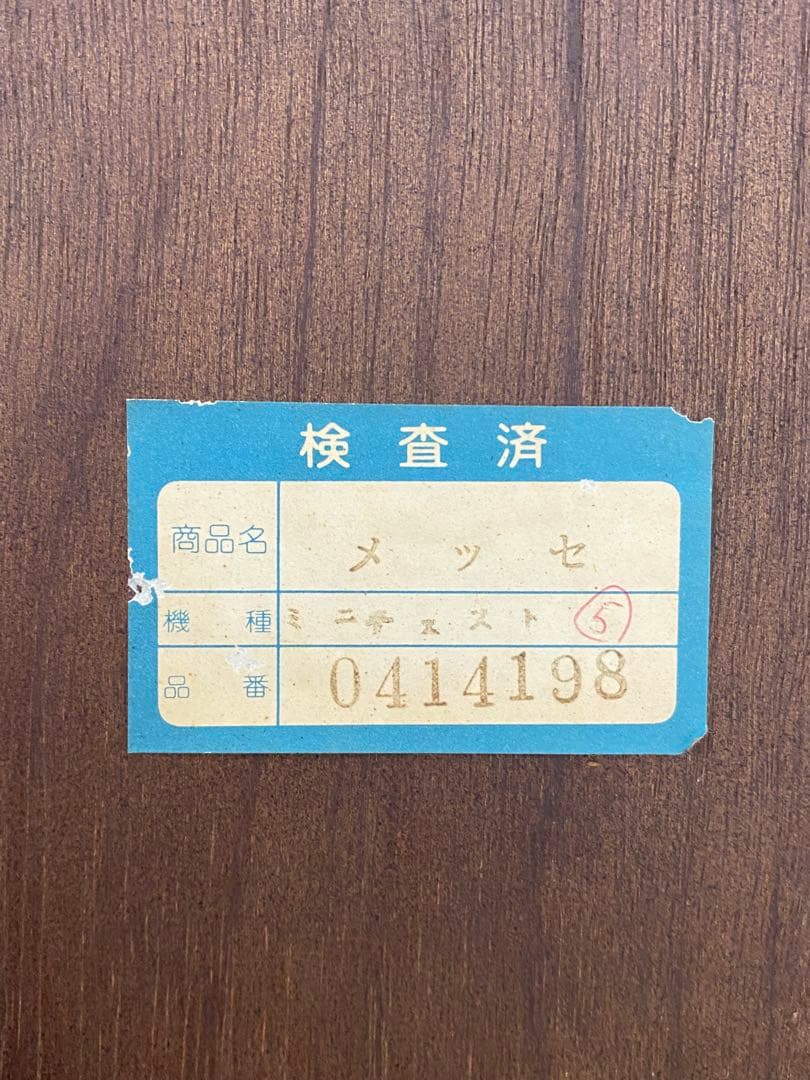 検査済
商品名 メッセ
機種 ミニチェスト ⑤
品番 0414198